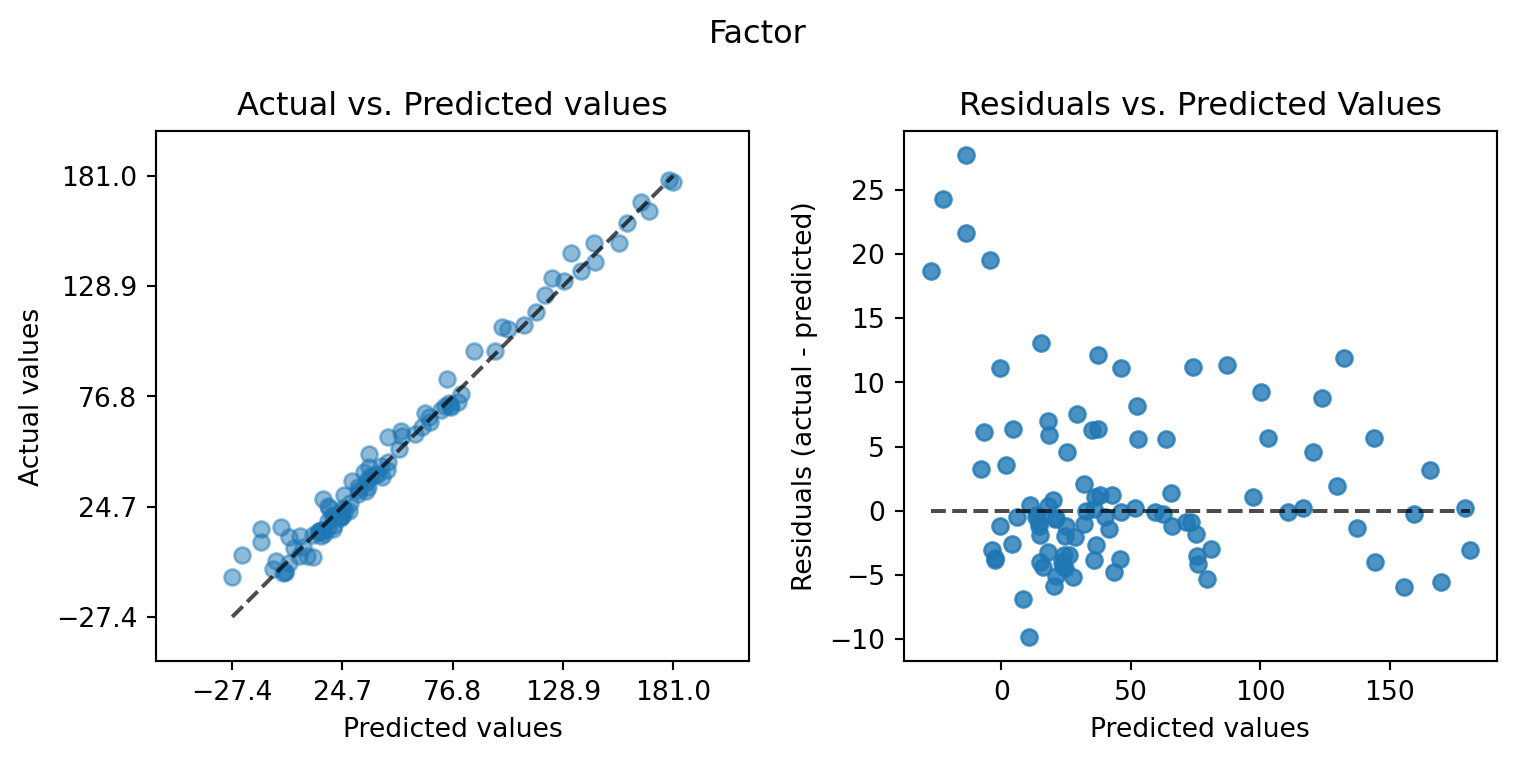 Factor
Actual vs. Predicted values
Actual values
181.0
128.9
76.8
24.7
−27.4
−27.4 24.7 76.8 128.9 181.0
Predicted values
Residuals vs. Predicted Values
Residuals (actual - predicted)
25
20
15
10
5
0
−5
−10
0 50 100 150
Predicted values